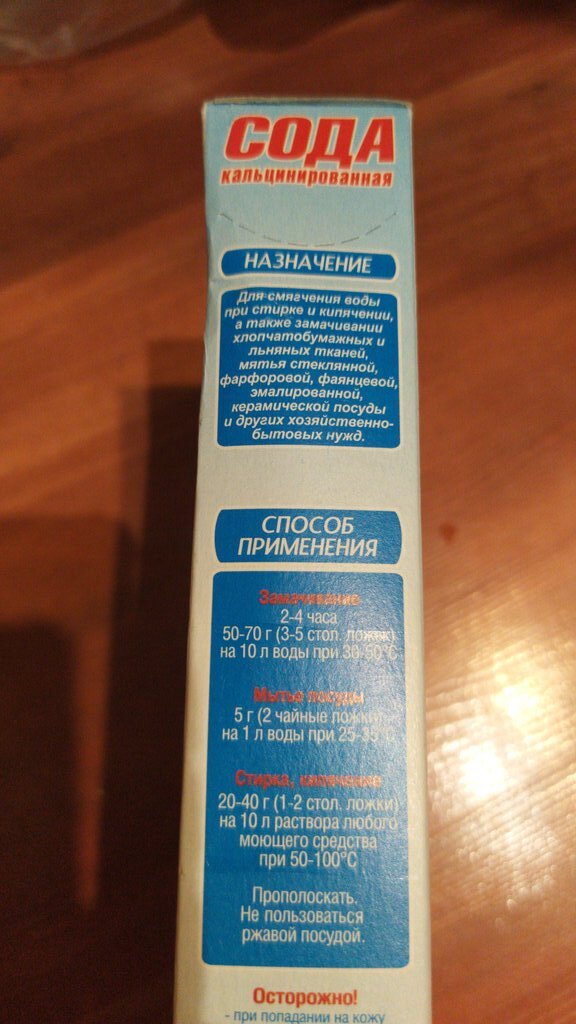 СОДА
кальцинированная
НАЗНАЧЕНИЕ
Для смягчения воды
при стирке и кипячении,
а также замачивании
хлопчатобумажных и
льняных тканей,
мятья стеклянной,
фарфоровой, фаянцевой,
эмалированной,
керамической посуды
и других хозяйственно-
бытовых нужд.
СПОСОБ
ПРИМЕНЕНИЯ
Замачивание
2-4 часа
50-70 г (3-5 стол. ложек)
на 10 л воды при 30-50°С
Мытье посуды
5 г (2 чайные ложки)
на 1 л воды при 25-35°С
Стирка, кипячение
20-40 г (1-2 стол. ложки)
на 10 л раствора любого
моющего средства
при 50-100°С
Прополоскать.
Не пользоваться
ржавой посудой.
Осторожно!
- при попадании на кожу